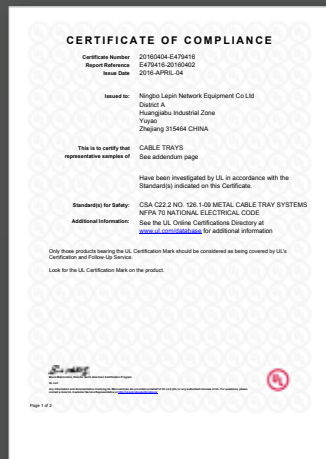 CERTIFICATE OF COMPLIANCE
Certificate Number 20160404-E479416
Report Reference E479416-20160402
Issue Date 2016-APRIL-04
Issued to: Ningbo Lepin Network Equipment Co Ltd
District A
Huangjiabu Industrial Zone
Yuyao
Zhejiang 315464 CHINA
This is to certify that CABLE TRAYS
representative samples of See addendum page
Have been investigated by UL in accordance with the
Standard(s) indicated on this Certificate.
Standard(s) for Safety: CSA C22.2 NO. 126.1-09 METAL CABLE TRAY SYSTEMS
NFPA 70 NATIONAL ELECTRICAL CODE
Additional Information: See the UL Online Certifications Directory at
www.ul.com/database for additional information
Only those products bearing the UL Certification Mark should be considered as being covered by UL's
Certification and Follow-Up Service.
Look for the UL Certification Mark on the product.
UL
Page 1 of 2